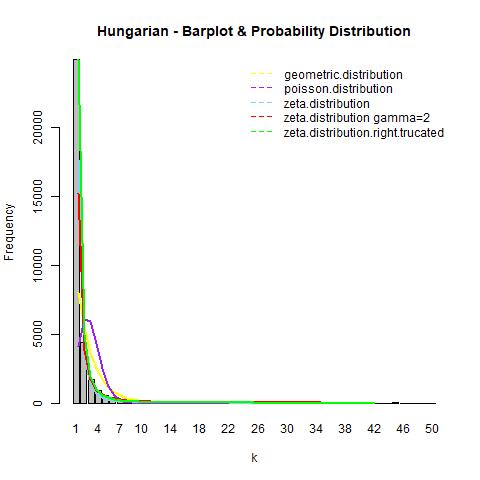 Hungarian - Barplot & Probability Distribution
geometric.distribution
poisson.distribution
zeta.distribution
zeta.distribution gamma=2
zeta.distribution.right.trucated
Frequency
20000
15000
10000
5000
0
1 4 7 10 14 18 22 26 30 34 38 42 46 50
k